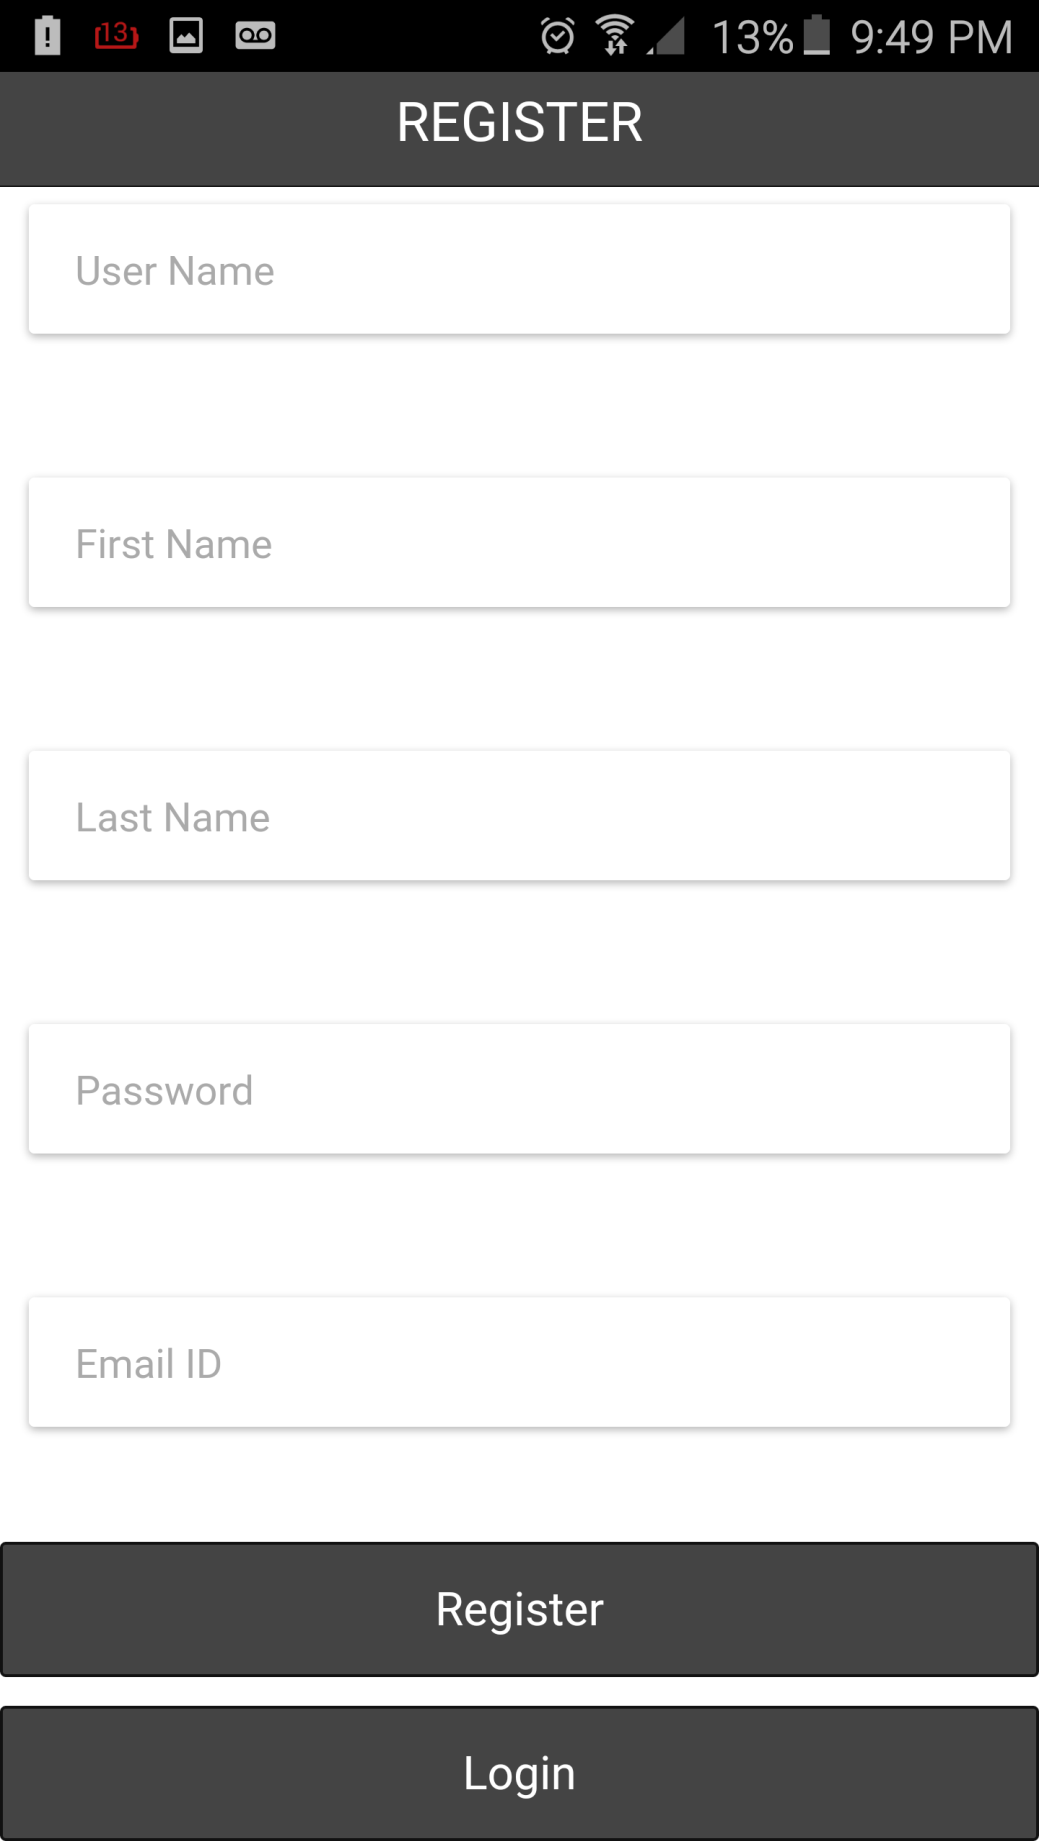 13 13% 9:49 PM
REGISTER
User Name
First Name
Last Name
Password
Email ID
Register
Login